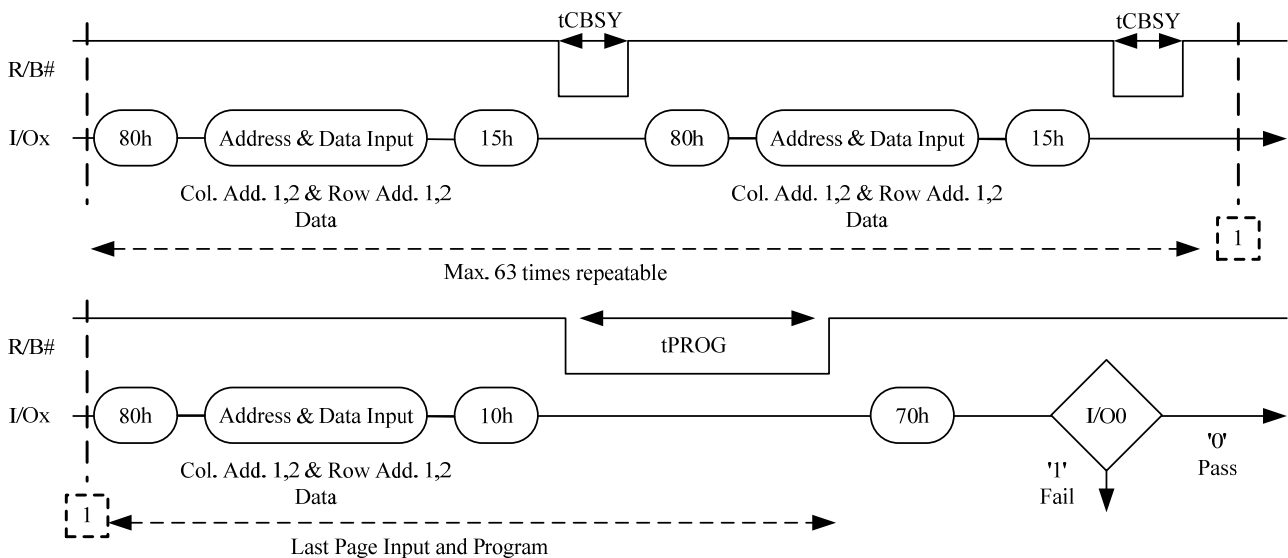 tCBSY tCBSY
R/B#
I/Ox 80h Address & Data Input 15h 80h Address & Data Input 15h
Col. Add. 1,2 & Row Add. 1,2 Col. Add. 1,2 & Row Add. 1,2
Data Data
1
Max. 63 times repeatable
R/B# tPROG
I/Ox 80h Address & Data Input 10h 70h I/O0
'0'
Col. Add. 1,2 & Row Add. 1,2 '1' Pass
Data Fail
1
Last Page Input and Program